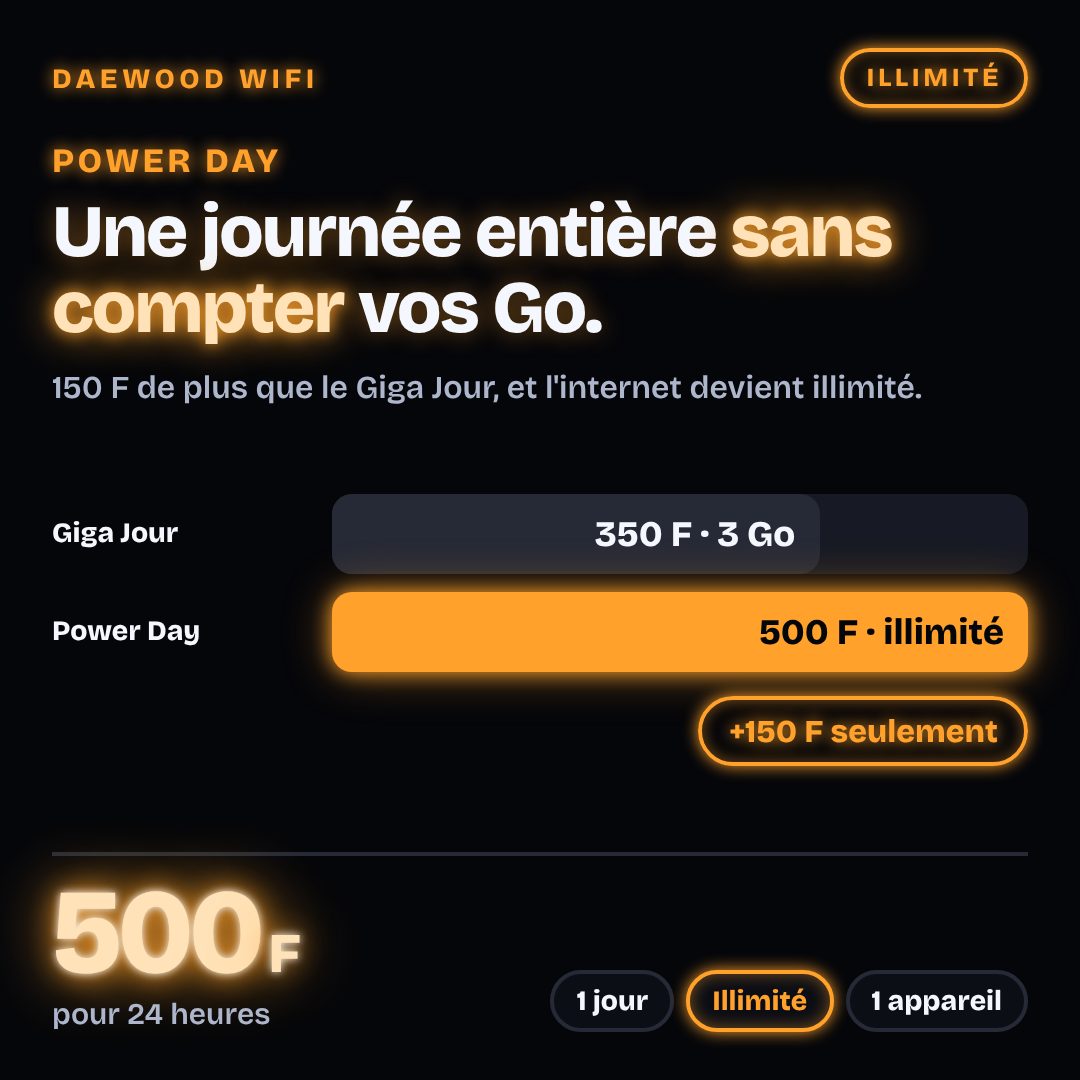 DAEWOOD WIFI
ILLIMITÉ
POWER DAY
Une journée entière sans
compter vos Go.
150 F de plus que le Giga Jour, et l'internet devient illimité.
Giga Jour
350 F · 3 Go
Power Day
500 F · illimité
+150 F seulement
500 F
pour 24 heures
1 jour
Illimité
1 appareil